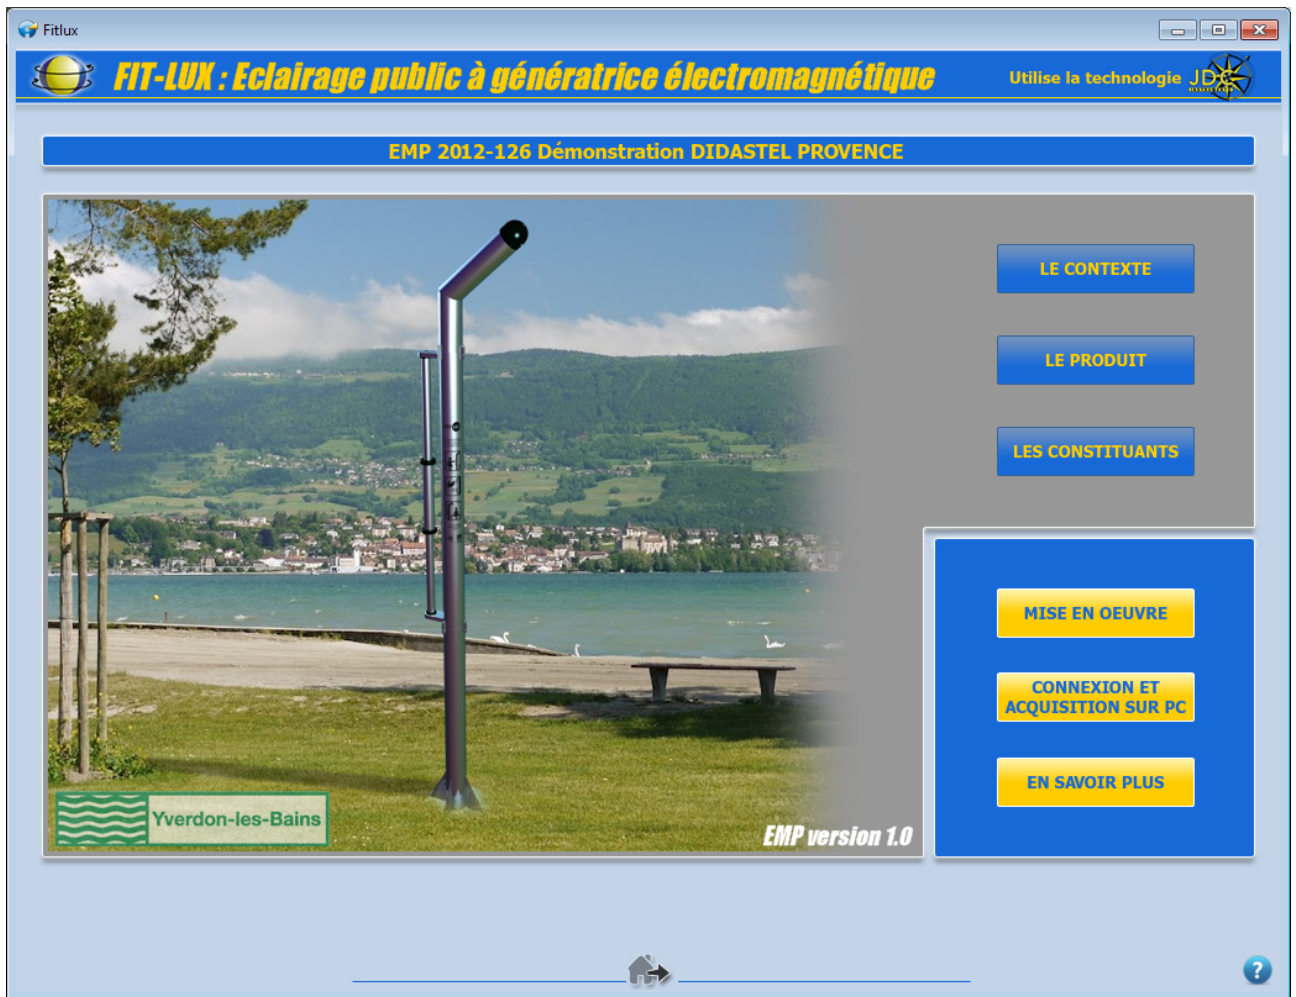 Fitlux
FIT-LUX : Eclairage public à génératrice électromagnétique
Utilise la technologie JDC
EMP 2012-126 Démonstration DIDASTEL PROVENCE
LE CONTEXTE
LE PRODUIT
LES CONSTITUANTS
MISE EN OEUVRE
CONNEXION ET
ACQUISITION SUR PC
EN SAVOIR PLUS
Yverdon-les-Bains
EMP version 1.0
?